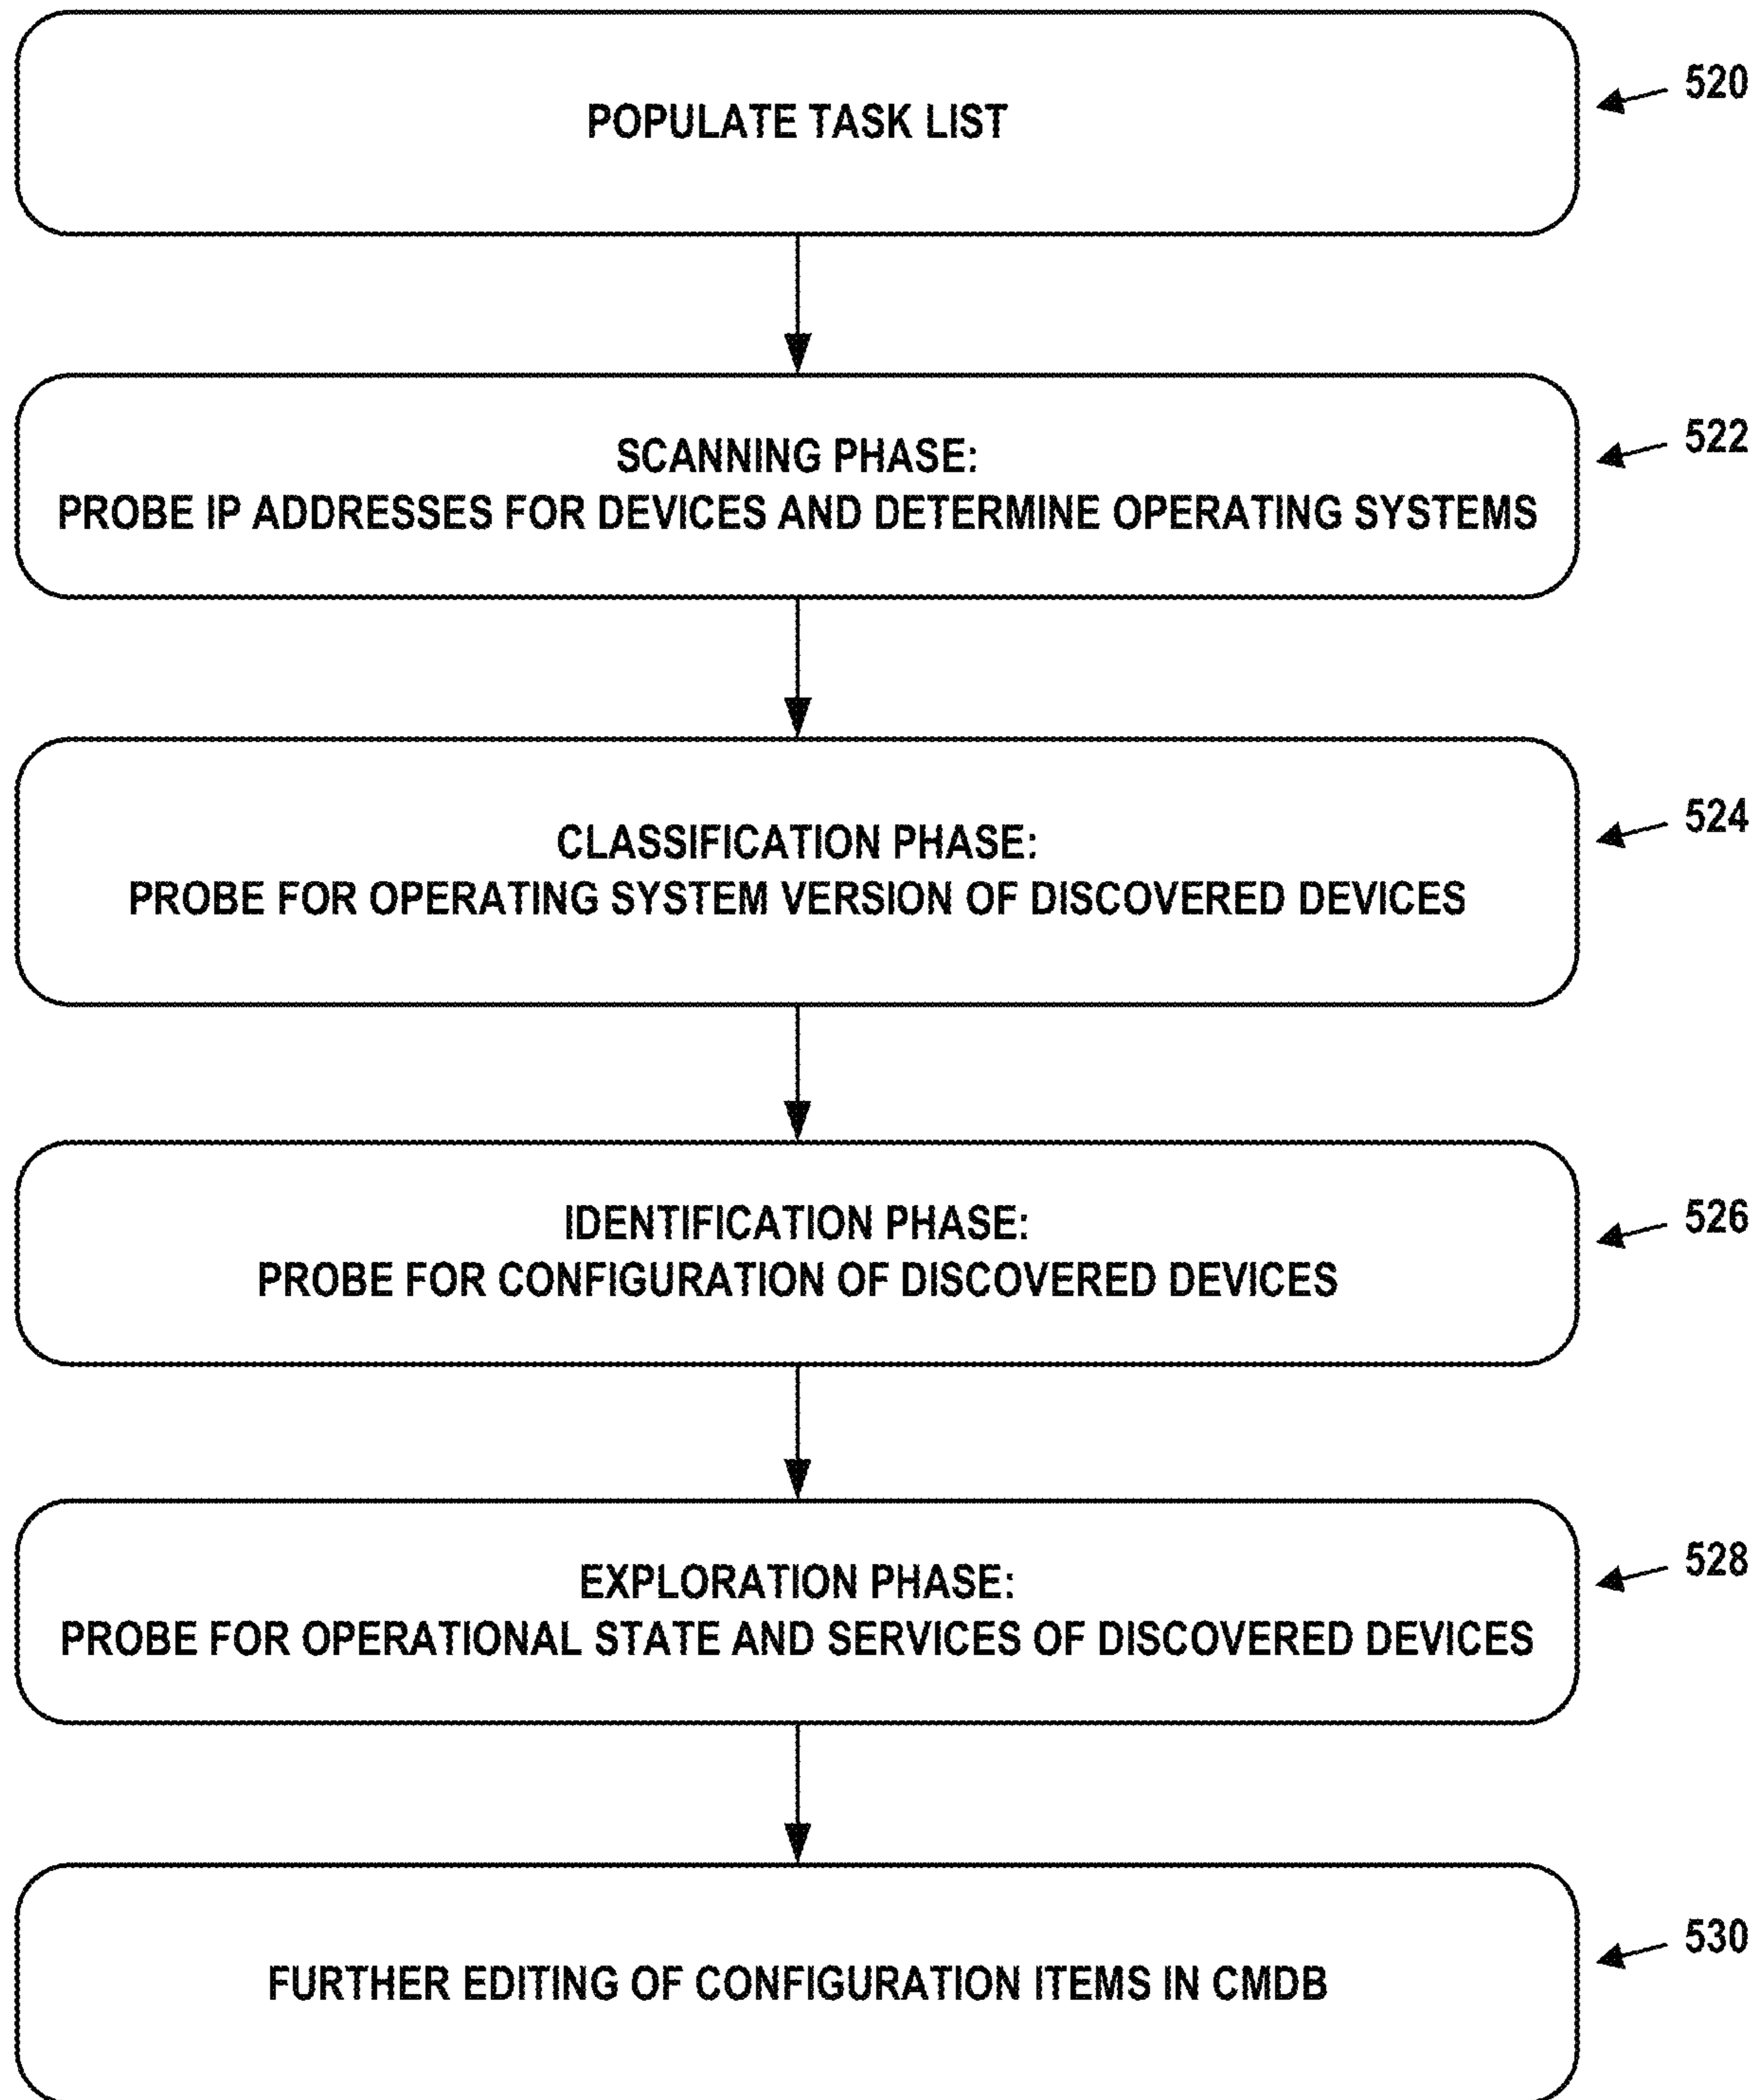 POPULATE TASK LIST
520
SCANNING PHASE:
PROBE IP ADDRESSES FOR DEVICES AND DETERMINE OPERATING SYSTEMS
522
CLASSIFICATION PHASE:
PROBE FOR OPERATING SYSTEM VERSION OF DISCOVERED DEVICES
524
IDENTIFICATION PHASE:
PROBE FOR CONFIGURATION OF DISCOVERED DEVICES
526
EXPLORATION PHASE:
PROBE FOR OPERATIONAL STATE AND SERVICES OF DISCOVERED DEVICES
528
FURTHER EDITING OF CONFIGURATION ITEMS IN CMDB
530